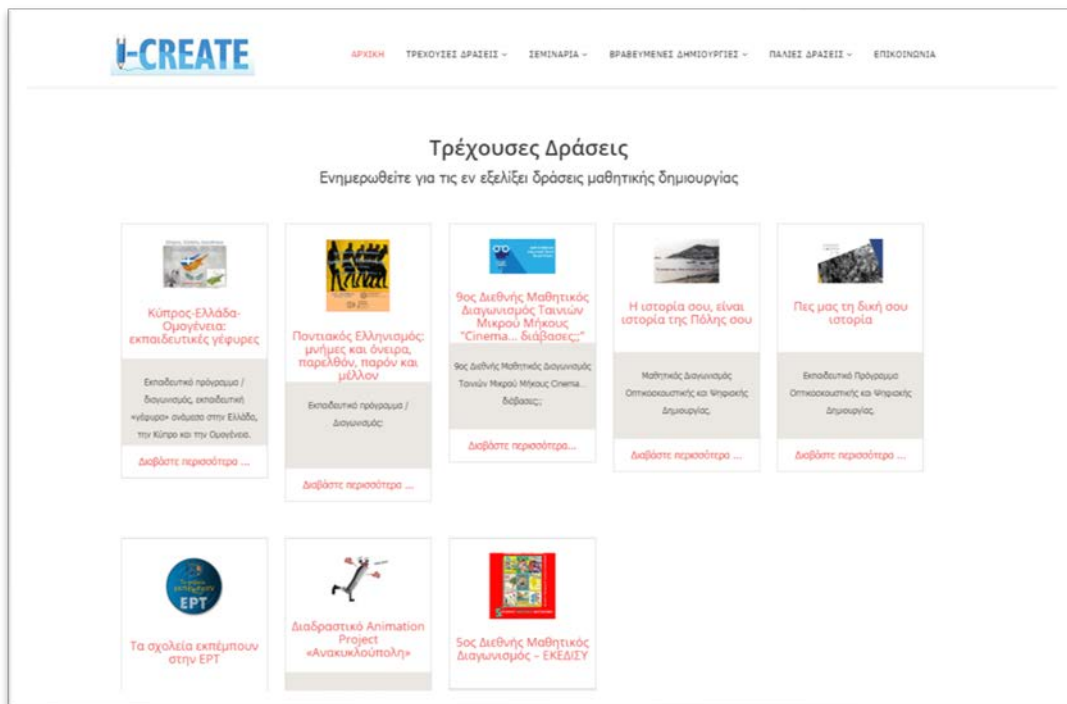 i-CREATE
ΑΡΧΙΚΗ ΤΡΕΧΟΥΣΕΣ ΔΡΑΣΕΙΣ ΣΕΜΙΝΑΡΙΑ ΒΡΑΒΕΥΜΕΝΕΣ ΔΗΜΙΟΥΡΓΙΕΣ ΠΑΛΙΕΣ ΔΡΑΣΕΙΣ ΕΠΙΚΟΙΝΩΝΙΑ
Τρέχουσες Δράσεις
Ενημερωθείτε για τις εν εξελίξει δράσεις μαθητικής δημιουργίας
Κύπρος-Ελλάδα-
Ομογένεια:
εκπαιδευτικές γέφυρες
Εκπαιδευτικό πρόγραμμα /
διαγωνισμός, εκπαιδευτική
«γέφυρα» ανάμεσα στην Ελλάδα,
την Κύπρο και την Ομογένεια.
Διαβάστε περισσότερα ...
Ποντιακός Ελληνισμός:
μνήμες και όνειρα,
παρελθόν, παρόν και
μέλλον
Εκπαιδευτικό πρόγραμμα /
Διαγωνισμός:
Διαβάστε περισσότερα ...
9ος Διεθνής Μαθητικός
Διαγωνισμός Ταινιών
Μικρού Μήκους
"Cinema... διάβασες;;"
9ος Διεθνής Μαθητικός Διαγωνισμός
Ταινιών Μικρού Μήκους Cinema...
διάβασες;;
Διαβάστε περισσότερα...
Η ιστορία σου, είναι
ιστορία της Πόλης σου
Μαθητικός Διαγωνισμός
Οπτικοακουστικής και Ψηφιακής
Δημιουργίας.
Διαβάστε περισσότερα ...
Πες μας τη δική σου
ιστορία
Εκπαιδευτικό Πρόγραμμα
Οπτικοακουστικής και Ψηφιακής
Δημιουργίας.
Διαβάστε περισσότερα ...
ΕΡΤ
Τα σχολεία εκπέμπουν
στην ΕΡΤ
Διαδραστικό Animation
Project
«Ανακυκλούπολη»
5ος Διεθνής Μαθητικός
Διαγωνισμός – ΕΚΕΔΙΣΥ